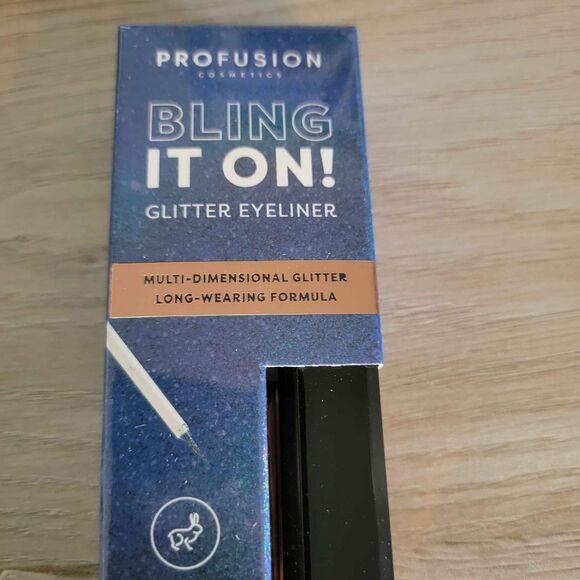 PROFUSION
COSMETICS
BLING
IT ON!
GLITTER EYELINER
MULTI-DIMENSIONAL GLITTER
LONG-WEARING FORMULA